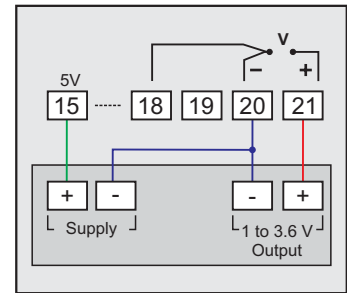 V
− +
5V
15 18 19 20 21
+ - - +
Supply 1 to 3.6 V
Output